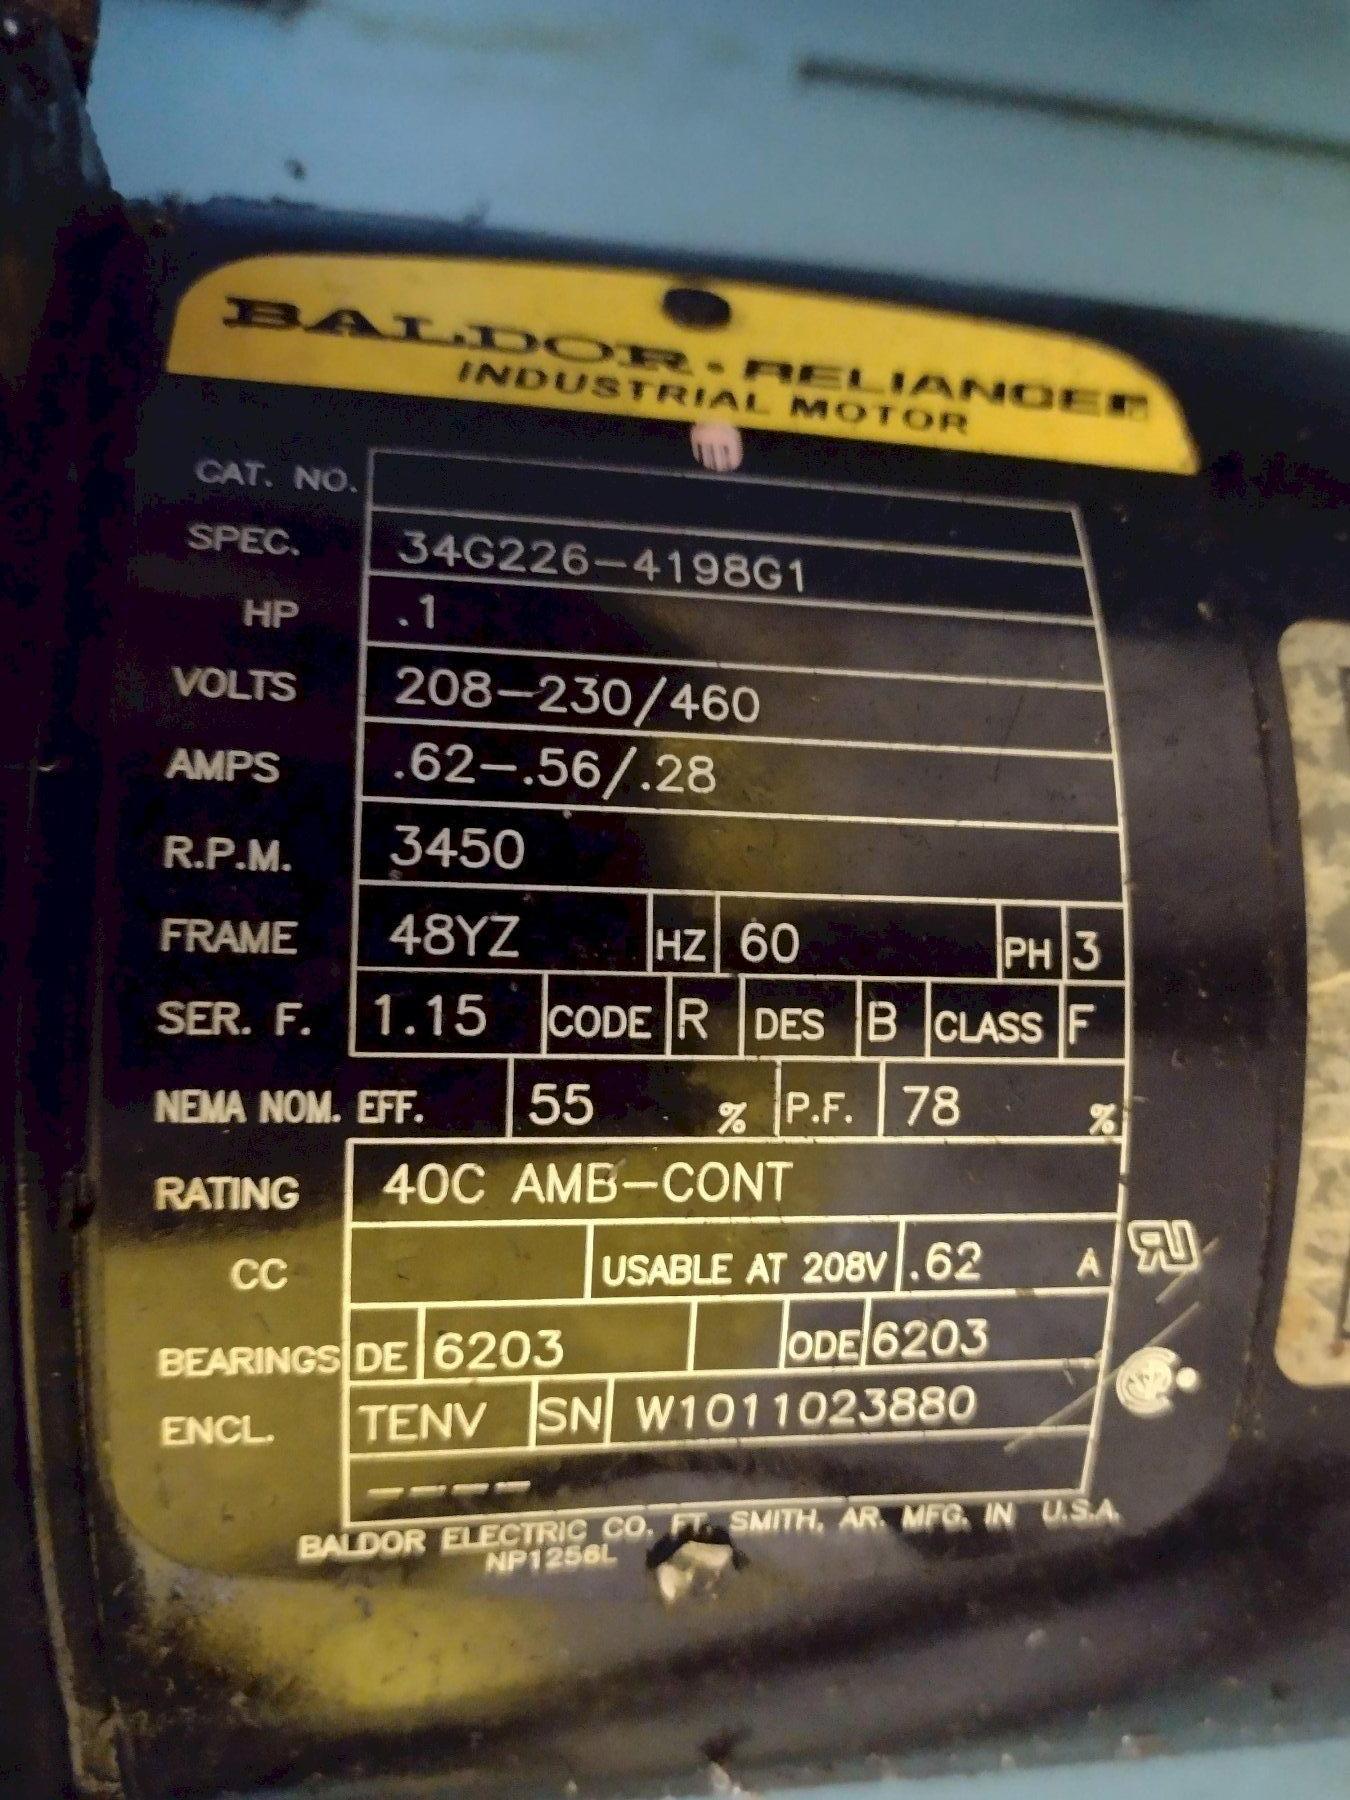 BALDOR · RELIANCER
INDUSTRIAL MOTOR
CAT. NO.
SPEC. 34G226-4198G1
HP .1
VOLTS 208-230/460
AMPS .62-.56/.28
R.P.M. 3450
FRAME 48YZ HZ 60 PH 3
SER. F. 1.15 CODE R DES B CLASS F
NEMA NOM. EFF. 55 % P.F. 78 %
RATING 40C AMB-CONT
CC USABLE AT 208V .62 A
BEARINGS DE 6203 ODE 6203
ENCL. TENV SN W1011023880
----
BALDOR ELECTRIC CO. FT. SMITH, AR. MFG. IN U.S.A.
NP1256L